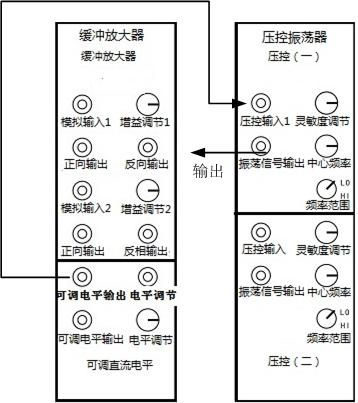 缓冲放大器
缓冲放大器
模拟输入1 增益调节1
正向输出 反向输出
模拟输入2 增益调节2
正向输出 反相输出
可调电平输出 电平调节
可调电平输出 电平调节
可调直流电平
输出
压控振荡器
压控（一）
压控输入1 灵敏度调节
振荡信号输出 中心频率
LO
HI
频率范围
压控输入 灵敏度调节
振荡信号输出 中心频率
LO
HI
频率范围
压控（二）